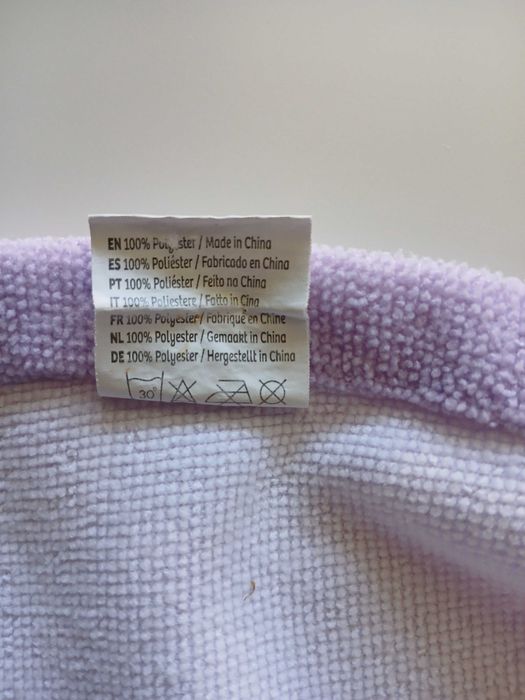 EN 100% Polyester / Made in China
ES 100% Poliéster / Fabricado en China
PT 100% Poliéster / Feito na China
IT 100% Poliestere / Fatto in Cina
FR 100% Polyester / Fabriqué en Chine
NL 100% Polyester / Gemaakt in China
DE 100% Polyester / Hergestellt in China
30°